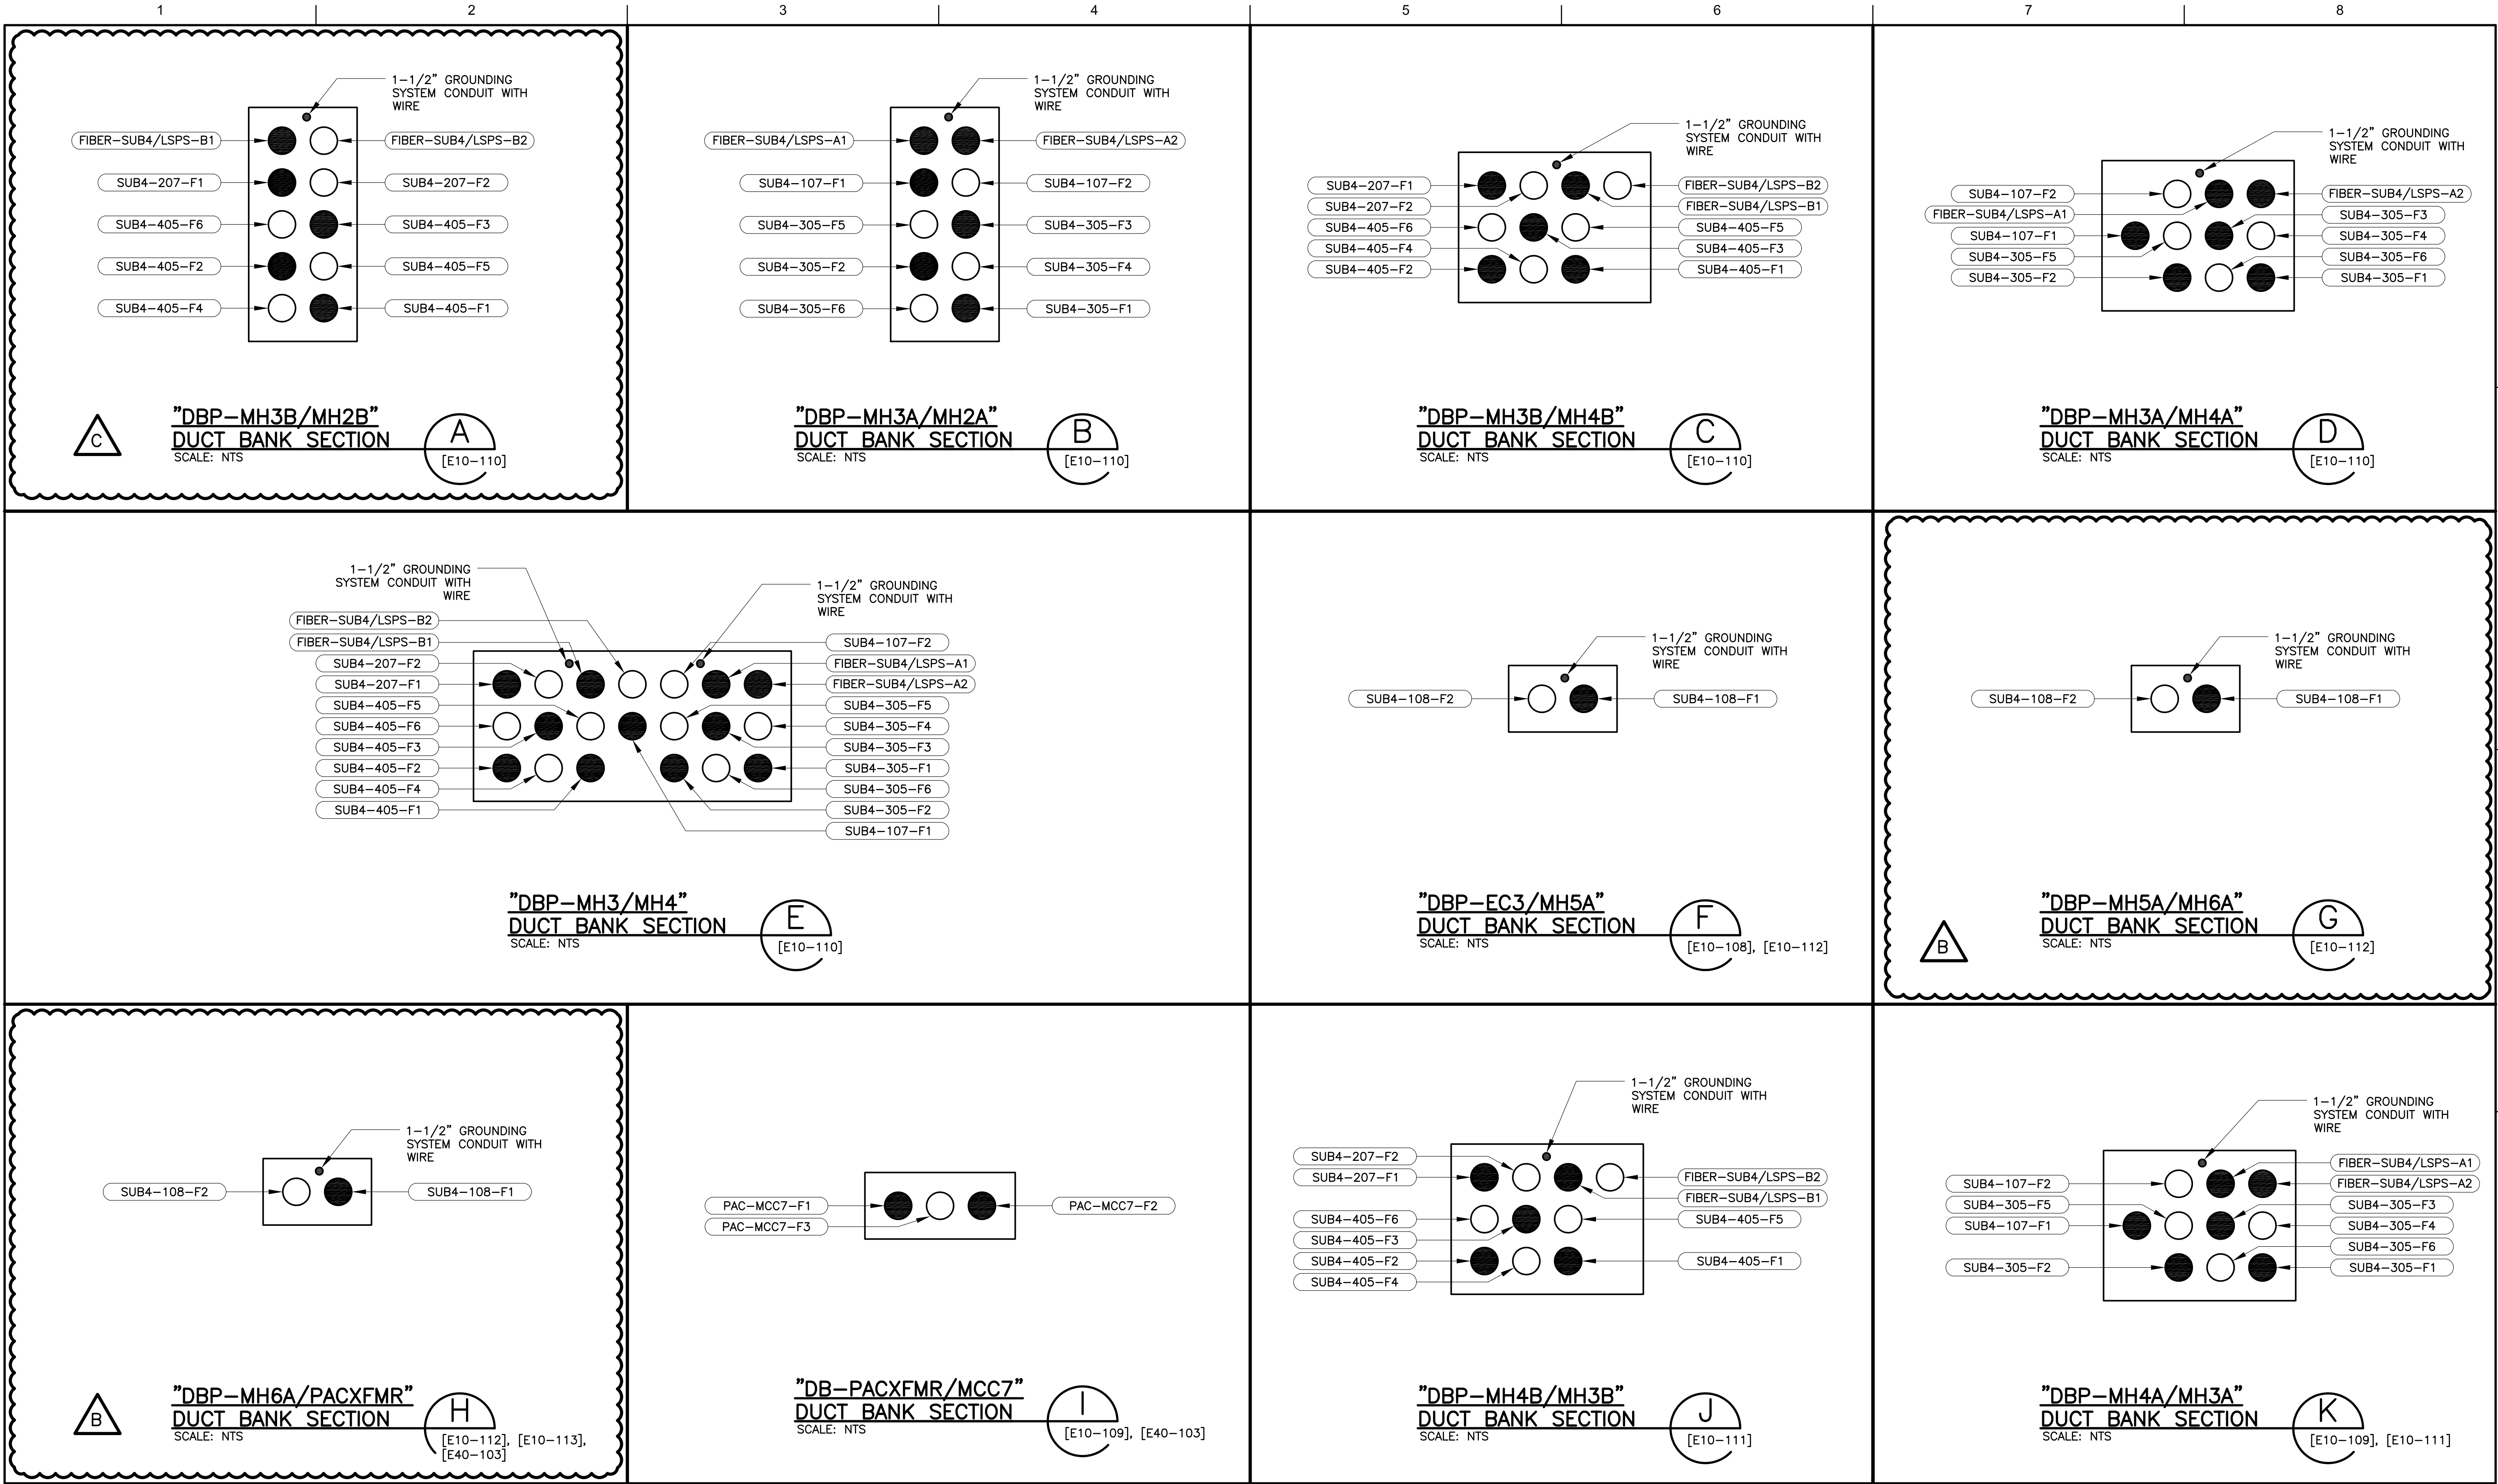 1
2
3
4
5
6
7
8
1-1/2" GROUNDING
SYSTEM CONDUIT WITH
WIRE
FIBER-SUB4/LSPS-B1
FIBER-SUB4/LSPS-B2
SUB4-207-F1
SUB4-207-F2
SUB4-405-F6
SUB4-405-F3
SUB4-405-F2
SUB4-405-F5
SUB4-405-F4
SUB4-405-F1
C
"DBP-MH3B/MH2B"
DUCT BANK SECTION
SCALE: NTS
A
[E10-110]
1-1/2" GROUNDING
SYSTEM CONDUIT WITH
WIRE
FIBER-SUB4/LSPS-A1
FIBER-SUB4/LSPS-A2
SUB4-107-F1
SUB4-107-F2
SUB4-305-F5
SUB4-305-F3
SUB4-305-F2
SUB4-305-F4
SUB4-305-F6
SUB4-305-F1
"DBP-MH3A/MH2A"
DUCT BANK SECTION
SCALE: NTS
B
[E10-110]
1-1/2" GROUNDING
SYSTEM CONDUIT WITH
WIRE
SUB4-207-F1
FIBER-SUB4/LSPS-B2
SUB4-207-F2
FIBER-SUB4/LSPS-B1
SUB4-405-F6
SUB4-405-F5
SUB4-405-F4
SUB4-405-F3
SUB4-405-F2
SUB4-405-F1
"DBP-MH3B/MH4B"
DUCT BANK SECTION
SCALE: NTS
C
[E10-110]
1-1/2" GROUNDING
SYSTEM CONDUIT WITH
WIRE
SUB4-107-F2
FIBER-SUB4/LSPS-A2
FIBER-SUB4/LSPS-A1
SUB4-305-F3
SUB4-107-F1
SUB4-305-F4
SUB4-305-F5
SUB4-305-F6
SUB4-305-F2
SUB4-305-F1
"DBP-MH3A/MH4A"
DUCT BANK SECTION
SCALE: NTS
D
[E10-110]
1-1/2" GROUNDING
SYSTEM CONDUIT WITH
WIRE
1-1/2" GROUNDING
SYSTEM CONDUIT WITH
WIRE
FIBER-SUB4/LSPS-B2
FIBER-SUB4/LSPS-B1
SUB4-107-F2
SUB4-207-F2
FIBER-SUB4/LSPS-A1
SUB4-207-F1
FIBER-SUB4/LSPS-A2
SUB4-405-F5
SUB4-305-F5
SUB4-405-F6
SUB4-305-F4
SUB4-405-F3
SUB4-305-F3
SUB4-405-F2
SUB4-305-F1
SUB4-405-F4
SUB4-305-F6
SUB4-405-F1
SUB4-305-F2
SUB4-107-F1
"DBP-MH3/MH4"
DUCT BANK SECTION
SCALE: NTS
E
[E10-110]
1-1/2" GROUNDING
SYSTEM CONDUIT WITH
WIRE
SUB4-108-F2
SUB4-108-F1
"DBP-EC3/MH5A"
DUCT BANK SECTION
SCALE: NTS
F
[E10-108], [E10-112]
1-1/2" GROUNDING
SYSTEM CONDUIT WITH
WIRE
SUB4-108-F2
SUB4-108-F1
B
"DBP-MH5A/MH6A"
DUCT BANK SECTION
SCALE: NTS
G
[E10-112]
1-1/2" GROUNDING
SYSTEM CONDUIT WITH
WIRE
SUB4-108-F2
SUB4-108-F1
B
"DBP-MH6A/PACXFMR"
DUCT BANK SECTION
SCALE: NTS
H
[E10-112], [E10-113],
[E40-103]
PAC-MCC7-F1
PAC-MCC7-F2
PAC-MCC7-F3
"DB-PACXFMR/MCC7"
DUCT BANK SECTION
SCALE: NTS
I
[E10-109], [E40-103]
1-1/2" GROUNDING
SYSTEM CONDUIT WITH
WIRE
SUB4-207-F2
SUB4-207-F1
FIBER-SUB4/LSPS-B2
FIBER-SUB4/LSPS-B1
SUB4-405-F6
SUB4-405-F5
SUB4-405-F3
SUB4-405-F2
SUB4-405-F1
SUB4-405-F4
"DBP-MH4B/MH3B"
DUCT BANK SECTION
SCALE: NTS
J
[E10-111]
1-1/2" GROUNDING
SYSTEM CONDUIT WITH
WIRE
FIBER-SUB4/LSPS-A1
SUB4-107-F2
FIBER-SUB4/LSPS-A2
SUB4-305-F5
SUB4-305-F3
SUB4-107-F1
SUB4-305-F4
SUB4-305-F6
SUB4-305-F2
SUB4-305-F1
"DBP-MH4A/MH3A"
DUCT BANK SECTION
SCALE: NTS
K
[E10-109], [E10-111]